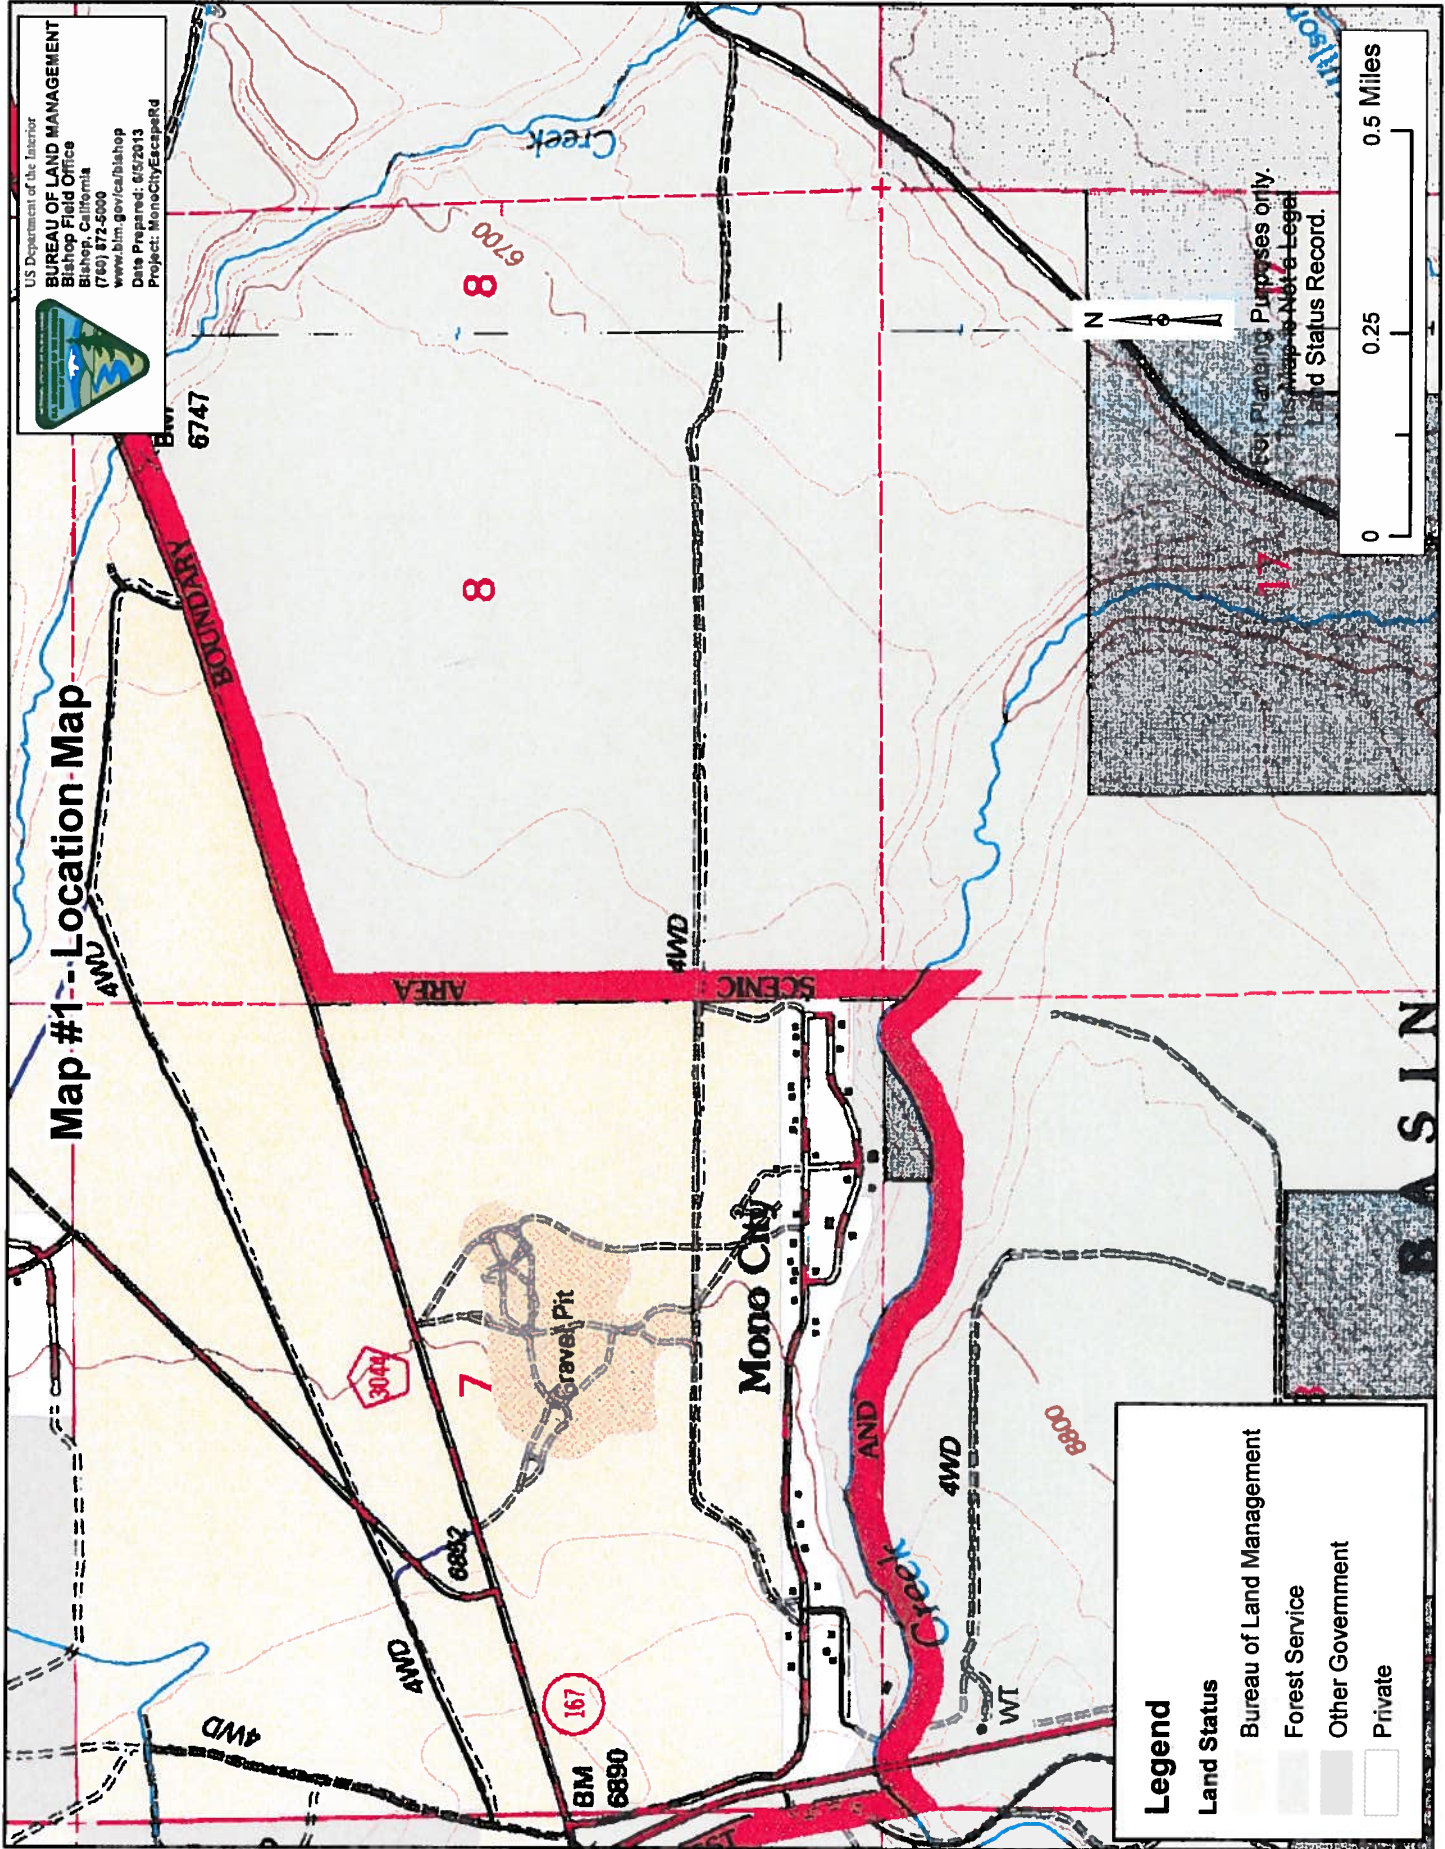 Map #1 - Location Map
US Department of the Interior
BUREAU OF LAND MANAGEMENT
Bishop Field Office
Bishop, California
(760) 872-5000
www.blm.gov/ca/bishop
Date Prepared: 6/5/2013
Project: MonoCityEscapeRd
4WD
4WD
4WD
BOUNDARY
BM
6747
Creek
6700
8
8
3044
7
6852
167
BM
6890
Gravel Pit
AREA
SCENIC
4WD
Mono City
AND
Creek
4WD
6800
WT
17
17
BASIN
N
For Planning Purposes only.
This Map is Not a Legal
Land Status Record.
0
0.25
0.5 Miles
Legend
Land Status
Bureau of Land Management
Forest Service
Other Government
Private